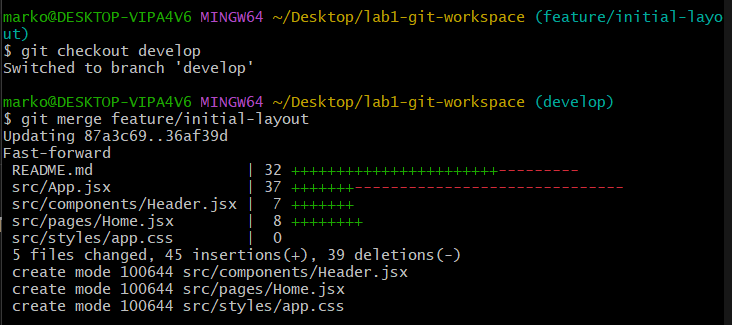 marko@DESKTOP-VIPA4V6 MINGW64 ~/Desktop/lab1-git-workspace (feature/initial-layo
ut)
$ git checkout develop
Switched to branch 'develop'
marko@DESKTOP-VIPA4V6 MINGW64 ~/Desktop/lab1-git-workspace (develop)
$ git merge feature/initial-layout
Updating 87a3c69..36af39d
Fast-forward
 README.md                 | 32 +++++++++++++++++++++++---------
 src/App.jsx               | 37 +++++++------------------------------
 src/components/Header.jsx |  7 +++++++
 src/pages/Home.jsx        |  8 ++++++++
 src/styles/app.css        |  0
 5 files changed, 45 insertions(+), 39 deletions(-)
 create mode 100644 src/components/Header.jsx
 create mode 100644 src/pages/Home.jsx
 create mode 100644 src/styles/app.css